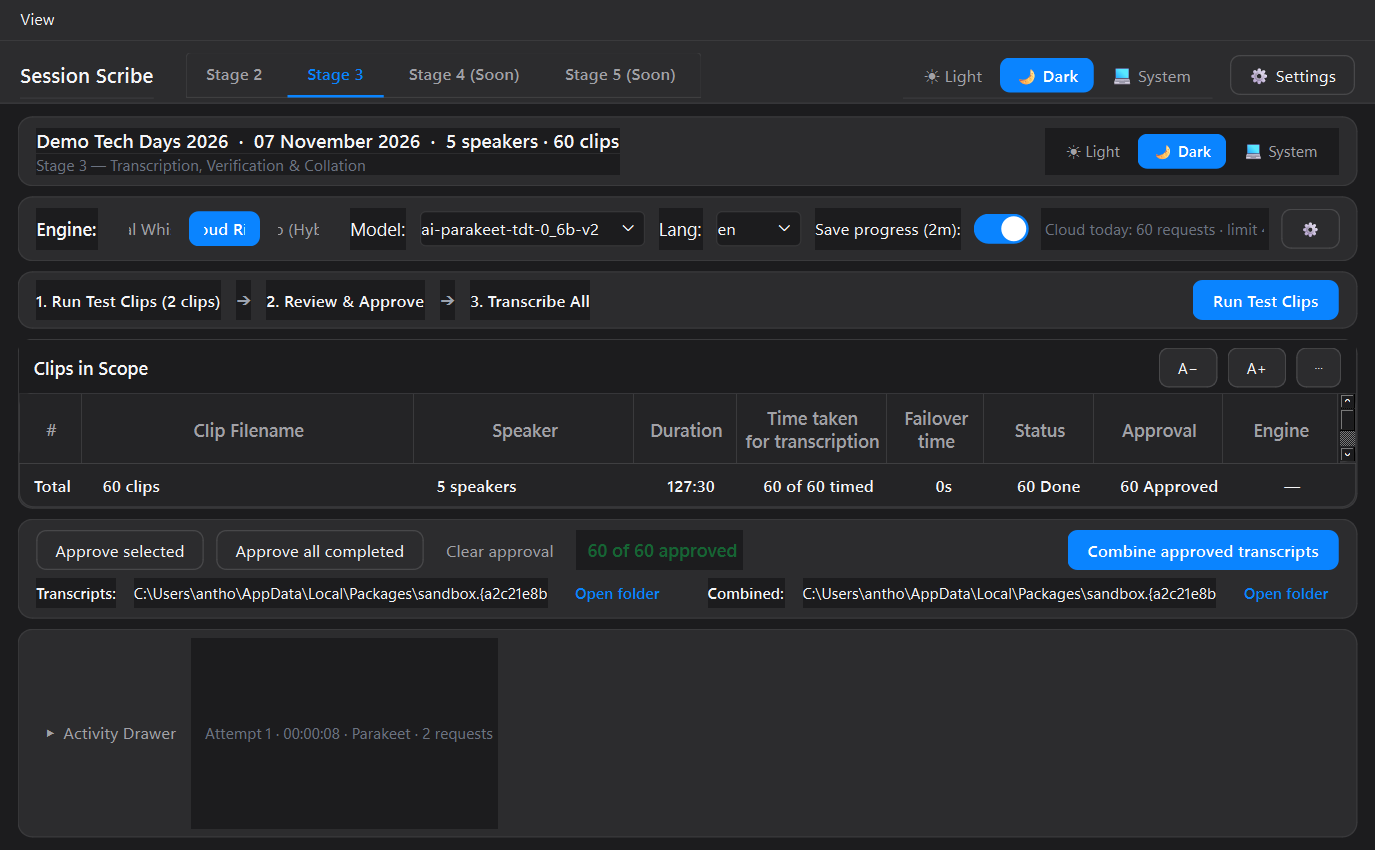 View
Session Scribe Stage 2 Stage 3 Stage 4 (Soon) Stage 5 (Soon) Light Dark System Settings
Demo Tech Days 2026 · 07 November 2026 · 5 speakers · 60 clips
Stage 3 — Transcription, Verification & Collation
Light Dark System
Engine: al Whi oud Ri o (Hyb Model: ai-parakeet-tdt-0_6b-v2 Lang: en Save progress (2m): Cloud today: 60 requests · limit
1. Run Test Clips (2 clips) → 2. Review & Approve → 3. Transcribe All Run Test Clips
Clips in Scope A− A+ ...
# Clip Filename Speaker Duration Time taken for transcription Failover time Status Approval Engine
Total 60 clips 5 speakers 127:30 60 of 60 timed 0s 60 Done 60 Approved —
Approve selected Approve all completed Clear approval 60 of 60 approved Combine approved transcripts
Transcripts: C:\Users\antho\AppData\Local\Packages\sandbox.{a2c21e8b Open folder Combined: C:\Users\antho\AppData\Local\Packages\sandbox.{a2c21e8b Open folder
▸ Activity Drawer Attempt 1 · 00:00:08 · Parakeet · 2 requests